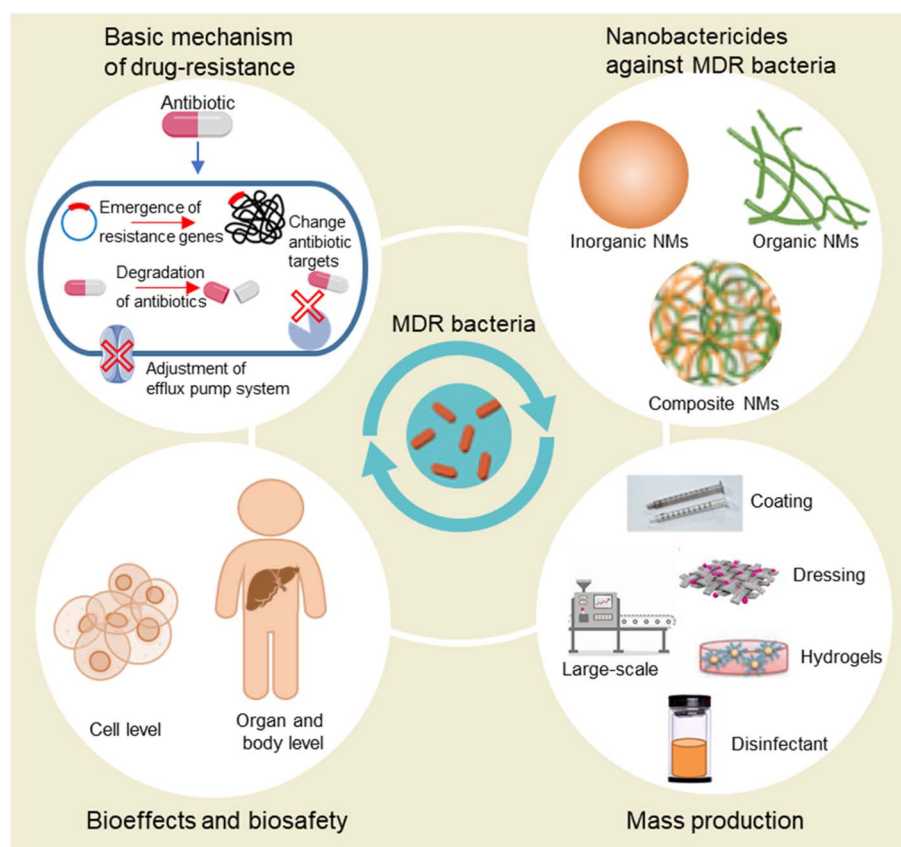 Basic mechanism
of drug-resistance
Antibiotic
Emergence of
resistance genes
Change
antibiotic
targets
Degradation
of antibiotics
Adjustment of
efflux pump system
Nanobactericides
against MDR bacteria
Inorganic NMs
Organic NMs
Composite NMs
MDR bacteria
Cell level
Organ and
body level
Bioeffects and biosafety
Coating
Dressing
Large-scale
Hydrogels
Disinfectant
Mass production